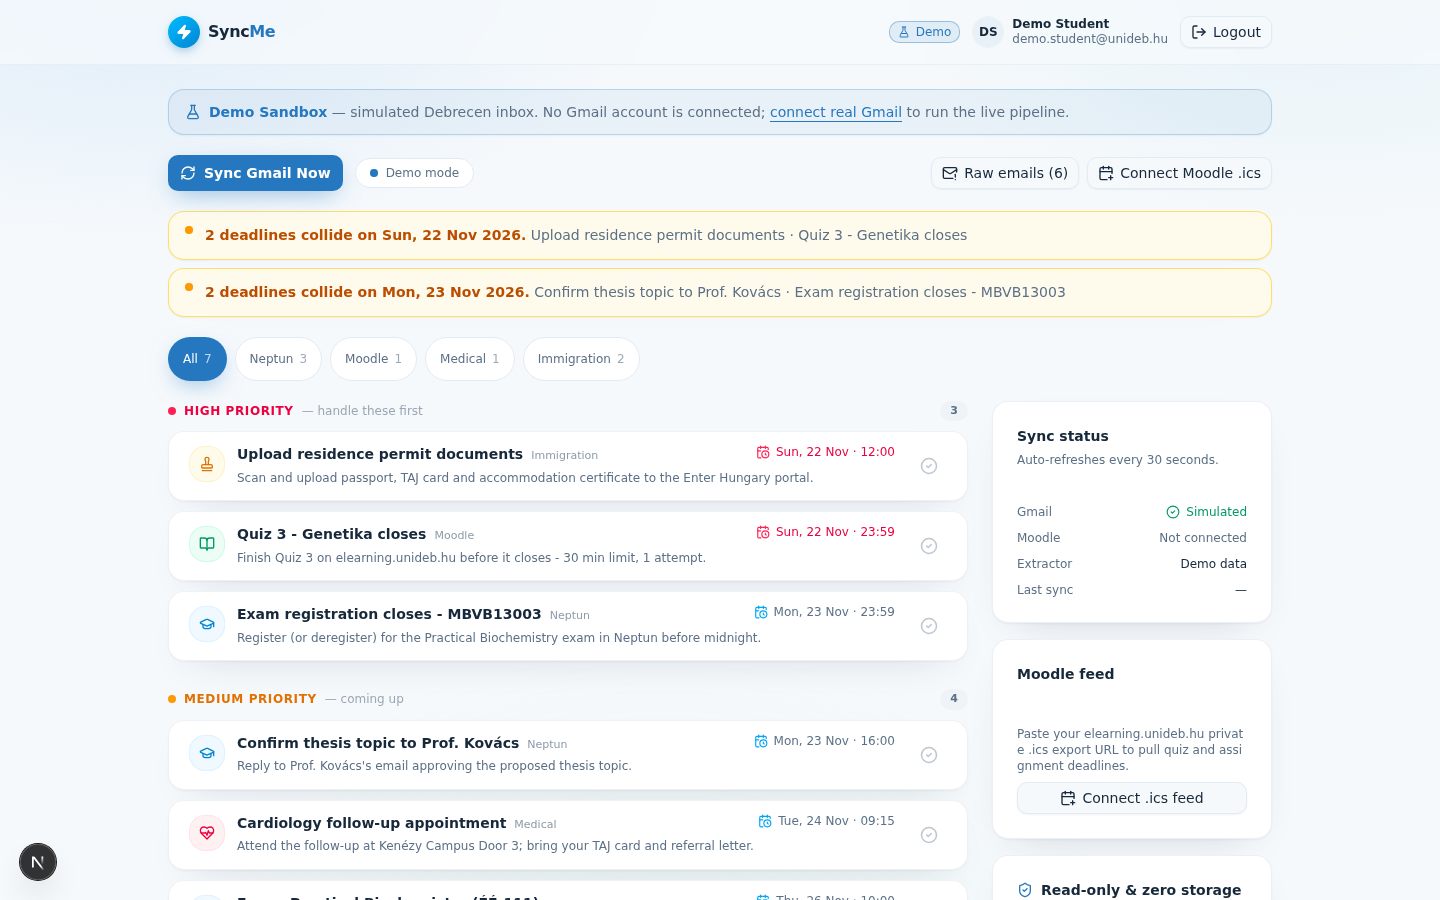 SyncMe
Demo
DS
Demo Student
demo.student@unideb.hu
Logout
Demo Sandbox — simulated Debrecen inbox. No Gmail account is connected; connect real Gmail to run the live pipeline.
Sync Gmail Now
Demo mode
Raw emails (6)
Connect Moodle .ics
2 deadlines collide on Sun, 22 Nov 2026. Upload residence permit documents · Quiz 3 - Genetika closes
2 deadlines collide on Mon, 23 Nov 2026. Confirm thesis topic to Prof. Kovács · Exam registration closes - MBVB13003
All 7
Neptun 3
Moodle 1
Medical 1
Immigration 2
HIGH PRIORITY — handle these first 3
Upload residence permit documents Immigration Sun, 22 Nov · 12:00
Scan and upload passport, TAJ card and accommodation certificate to the Enter Hungary portal.
Quiz 3 - Genetika closes Moodle Sun, 22 Nov · 23:59
Finish Quiz 3 on elearning.unideb.hu before it closes - 30 min limit, 1 attempt.
Exam registration closes - MBVB13003 Neptun Mon, 23 Nov · 23:59
Register (or deregister) for the Practical Biochemistry exam in Neptun before midnight.
MEDIUM PRIORITY — coming up 4
Confirm thesis topic to Prof. Kovács Neptun Mon, 23 Nov · 16:00
Reply to Prof. Kovács's email approving the proposed thesis topic.
Cardiology follow-up appointment Medical Tue, 24 Nov · 09:15
Attend the follow-up at Kenézy Campus Door 3; bring your TAJ card and referral letter.
Sync status
Auto-refreshes every 30 seconds.
Gmail Simulated
Moodle Not connected
Extractor Demo data
Last sync —
Moodle feed
Paste your elearning.unideb.hu privat
e .ics export URL to pull quiz and assi
gnment deadlines.
Connect .ics feed
Read-only & zero storage
N